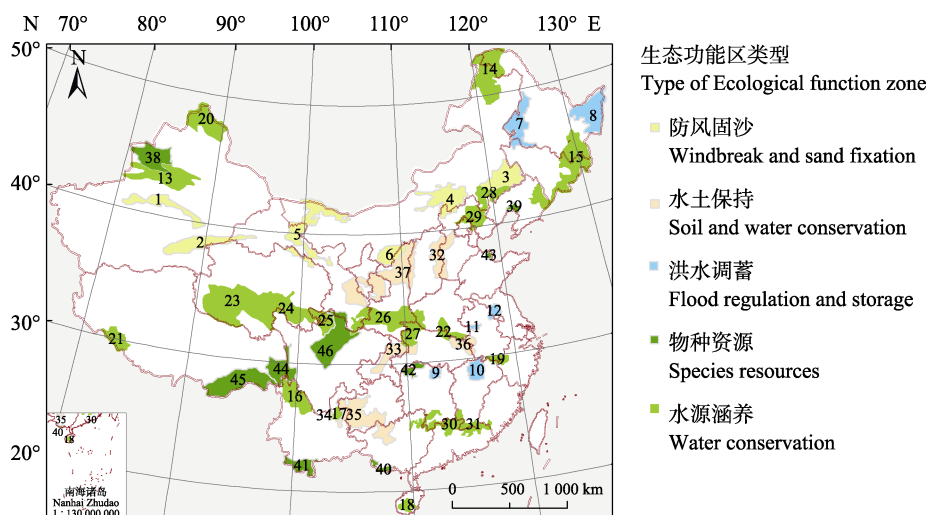 N 70° 80° 90° 100° 110° 120° 130° E
50°
40°
30°
20°
N
14
20
7
8
38
15
13
3
28
1
4
39
29
5
2
6
32
43
37
23
24
12
25
26
11
22
21
27
36
33
46
19
44
42
9
10
45
16
34 17 35
30 31
41
40
18
35 30
40
18
南海诸岛
Nanhai Zhudao
1 : 130 000 000
0 500 1 000 km
生态功能区类型
Type of Ecological function zone
防风固沙
Windbreak and sand fixation
水土保持
Soil and water conservation
洪水调蓄
Flood regulation and storage
物种资源
Species resources
水源涵养
Water conservation